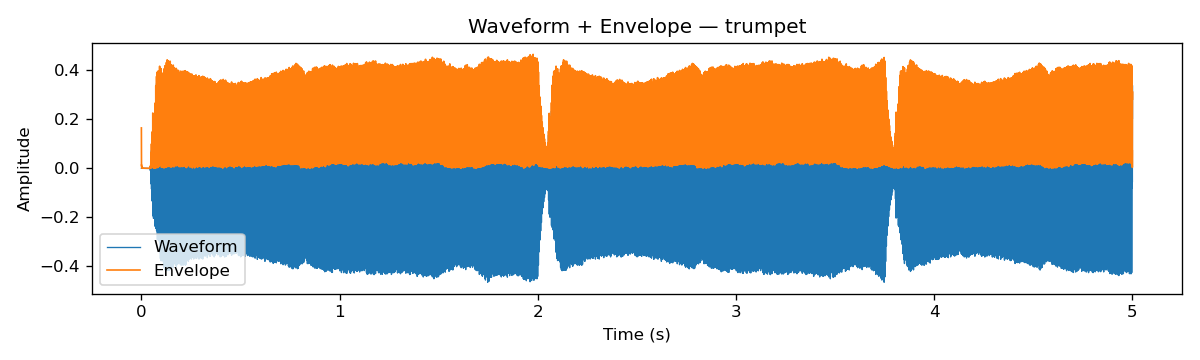 Waveform + Envelope — trumpet
Amplitude
0.4
0.2
0.0
−0.2
−0.4
Waveform
Envelope
0 1 2 3 4 5
Time (s)